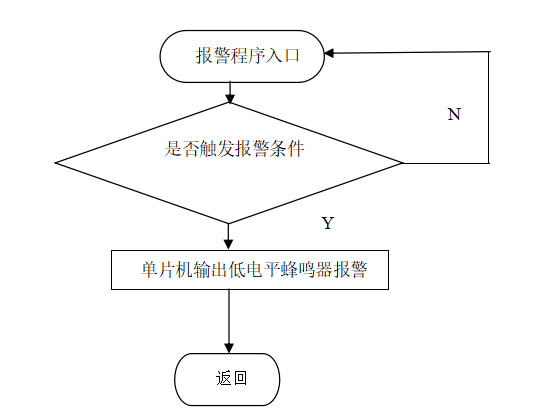 报警程序入口
N
是否触发报警条件
Y
单片机输出低电平蜂鸣器报警
返回